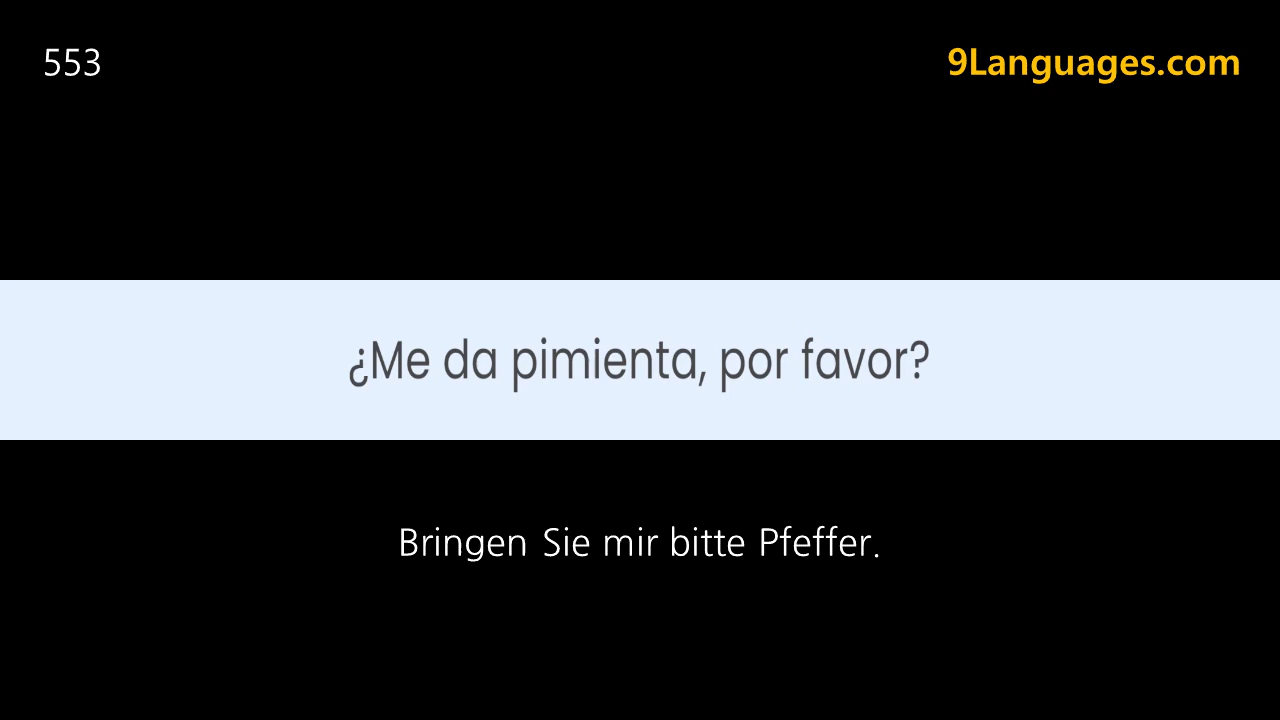 553
9Languages.com
¿Me da pimienta, por favor?
Bringen Sie mir bitte Pfeffer.